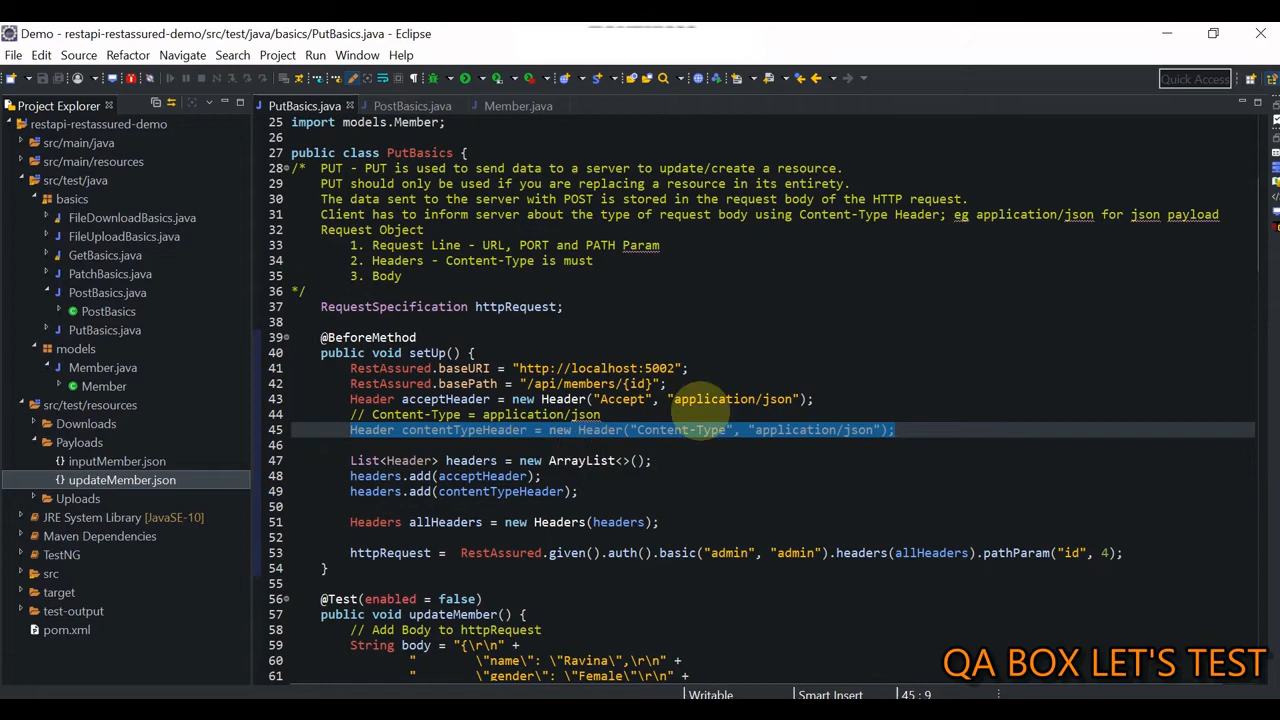 Demo - restapi-restassured-demo/src/test/java/basics/PutBasics.java - Eclipse
File Edit Source Refactor Navigate Search Project Run Window Help
Quick Access
Project Explorer
restapi-restassured-demo
src/main/java
src/main/resources
src/test/java
basics
FileDownloadBasics.java
FileUploadBasics.java
GetBasics.java
PatchBasics.java
PostBasics.java
PostBasics
PutBasics.java
models
Member.java
Member
src/test/resources
Downloads
Payloads
inputMember.json
updateMember.json
Uploads
JRE System Library [JavaSE-10]
Maven Dependencies
TestNG
src
target
test-output
pom.xml
PutBasics.java PostBasics.java Member.java
25 import models.Member;
26
27 public class PutBasics {
28 /* PUT - PUT is used to send data to a server to update/create a resource.
29 PUT should only be used if you are replacing a resource in its entirety.
30 The data sent to the server with POST is stored in the request body of the HTTP request.
31 Client has to inform server about the type of request body using Content-Type Header; eg application/json for json payload
32 Request Object
33 1. Request Line - URL, PORT and PATH Param
34 2. Headers - Content-Type is must
35 3. Body
36 */
37 RequestSpecification httpRequest;
38
39 @BeforeMethod
40 public void setUp() {
41 RestAssured.baseURI = "http://localhost:5002";
42 RestAssured.basePath = "/api/members/{id}";
43 Header acceptHeader = new Header("Accept", "application/json");
44 // Content-Type = application/json
45 Header contentTypeHeader = new Header("Content-Type", "application/json");
46
47 List<Header> headers = new ArrayList<>();
48 headers.add(acceptHeader);
49 headers.add(contentTypeHeader);
50
51 Headers allHeaders = new Headers(headers);
52
53 httpRequest = RestAssured.given().auth().basic("admin", "admin").headers(allHeaders).pathParam("id", 4);
54 }
55
56 @Test(enabled = false)
57 public void updateMember() {
58 // Add Body to httpRequest
59 String body = "{\r\n" +
60 " \"name\": \"Ravina\",\r\n" +
61 " \"gender\": \"Female\"\r\n" +
QA BOX LET'S TEST
Writable Smart Insert 45 : 9